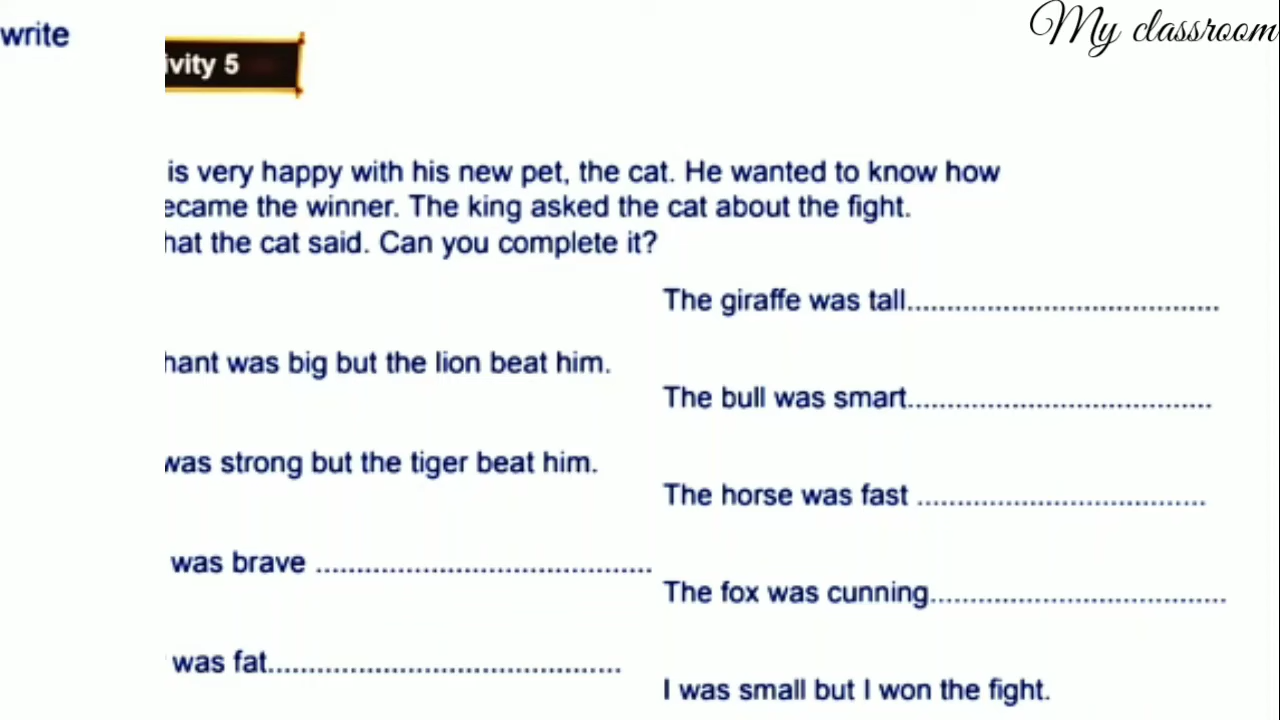 write
My classroom
ivity 5
is very happy with his new pet, the cat. He wanted to know how
ecame the winner. The king asked the cat about the fight.
hat the cat said. Can you complete it?
hant was big but the lion beat him.
was strong but the tiger beat him.
was brave ..........................................
was fat............................................
The giraffe was tall.......................................
The bull was smart......................................
The horse was fast ....................................
The fox was cunning.....................................
I was small but I won the fight.